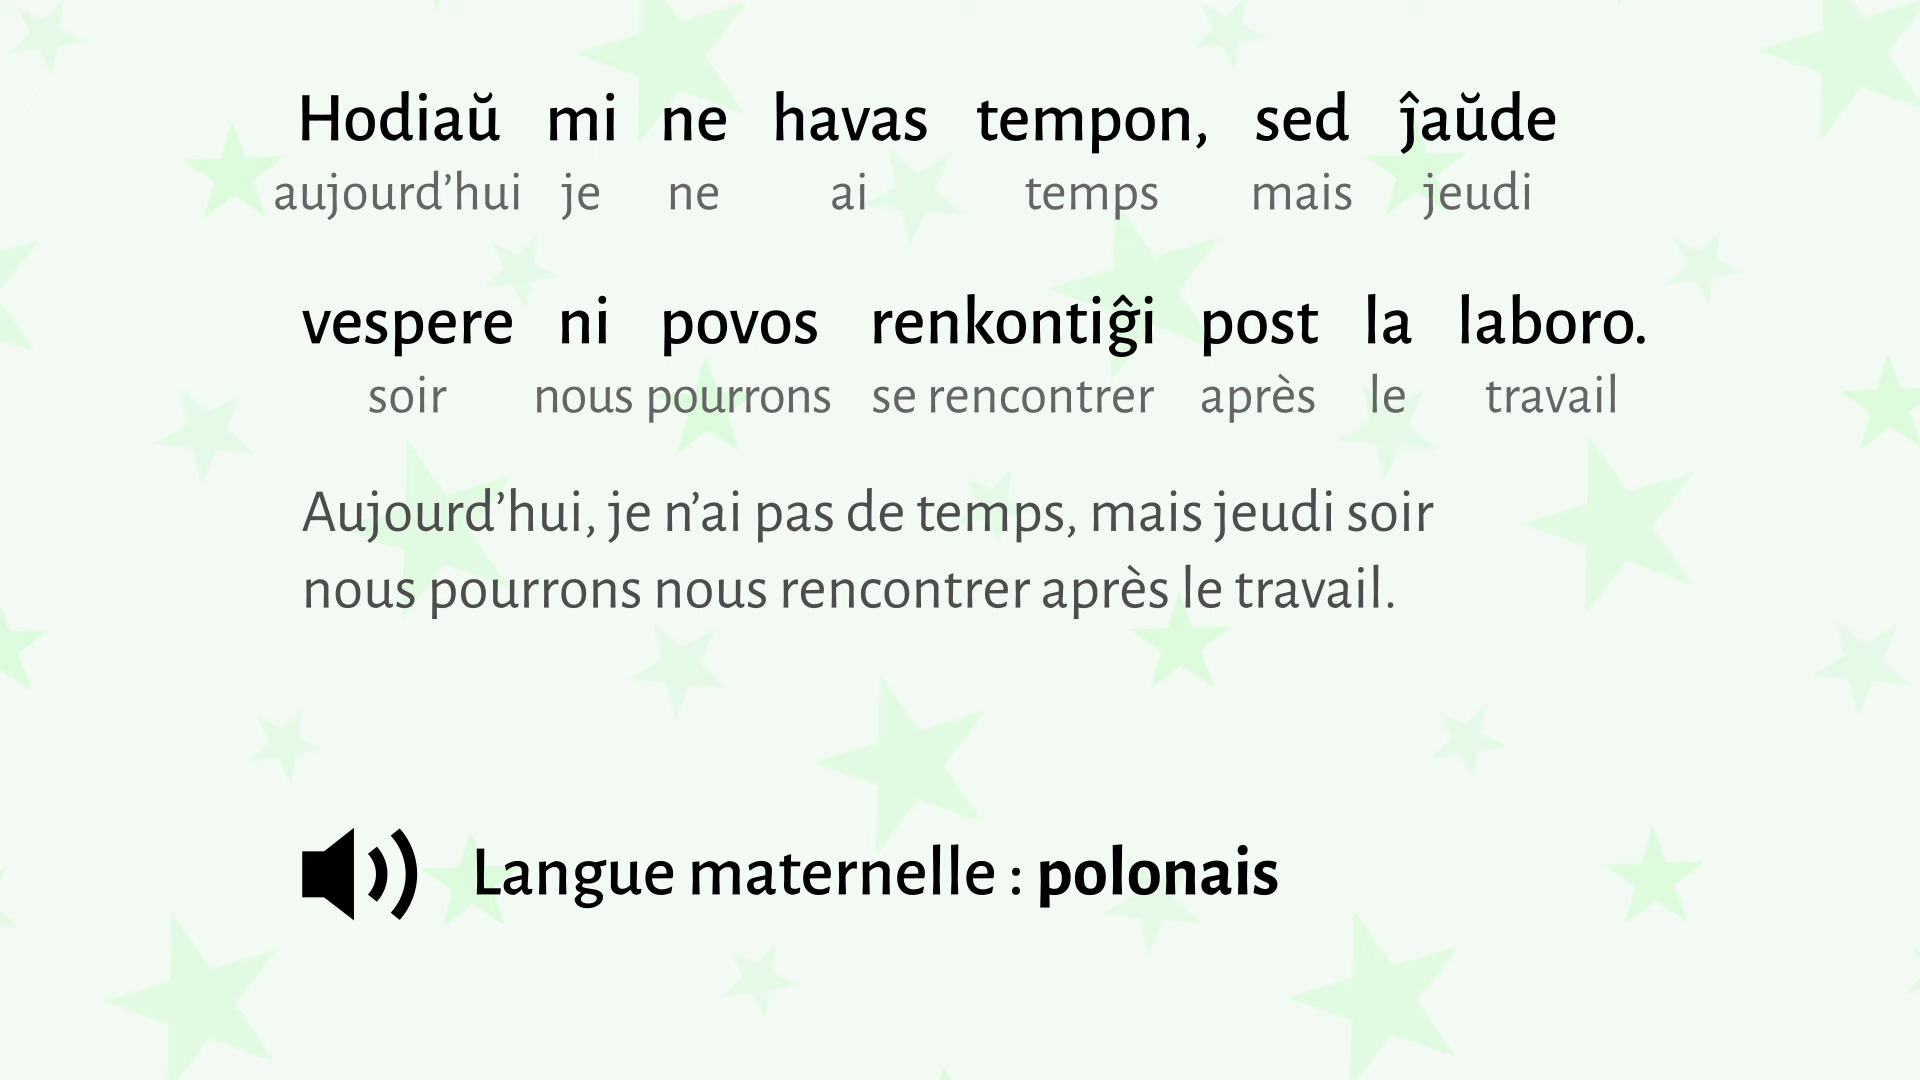 Hodiaŭ mi ne havas tempon, sed ĵaŭde
aujourd’hui je ne ai temps mais jeudi
vespere ni povos renkontiĝi post la laboro.
soir nous pourrons se rencontrer après le travail
Aujourd’hui, je n’ai pas de temps, mais jeudi soir
nous pourrons nous rencontrer après le travail.
Langue maternelle : polonais